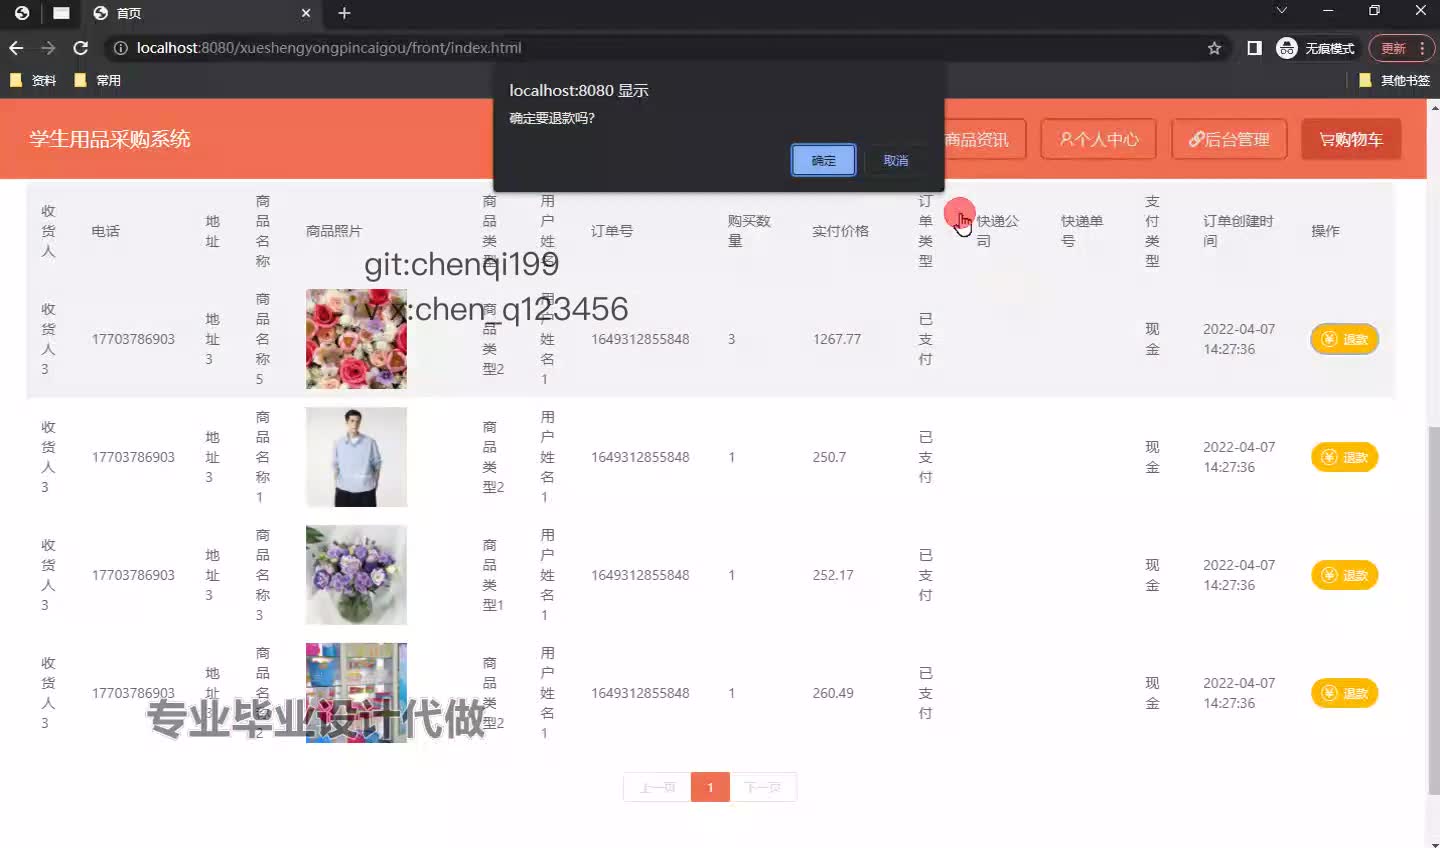 首页
localhost:8080/xueshengyongpincaigou/front/index.html
无痕模式
更新
资料
常用
其他书签
localhost:8080 显示
确定要退款吗?
确定
取消
学生用品采购系统
商品资讯
个人中心
后台管理
购物车
收货人
电话
地址
商品名称
商品照片
商品类型
用户姓名
订单号
购买数量
实付价格
订单类型
快递公司
快递单号
支付类型
订单创建时间
操作
git:chenqi199
v x:chen_q123456
收货人3
17703786903
地址3
商品名称5
商品类型2
用户姓名1
1649312855848
3
1267.77
已支付
现金
2022-04-07 14:27:36
退款
收货人3
17703786903
地址3
商品名称1
商品类型2
用户姓名1
1649312855848
1
250.7
已支付
现金
2022-04-07 14:27:36
退款
收货人3
17703786903
地址3
商品名称3
商品类型1
用户姓名1
1649312855848
1
252.17
已支付
现金
2022-04-07 14:27:36
退款
收货人3
17703786903
地址3
商品名称2
商品类型2
用户姓名1
1649312855848
1
260.49
已支付
现金
2022-04-07 14:27:36
退款
专业毕业设计代做
上一页
1
下一页